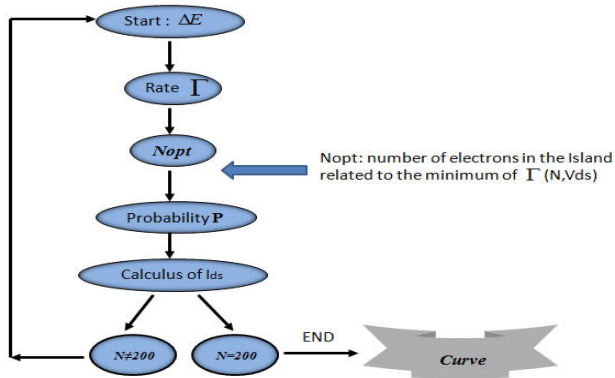 Start : ΔE
Rate Γ
Nopt
Nopt: number of electrons in the Island
related to the minimum of Γ (N,Vds)
Probability P
Calculus of Ids
N≠200
N=200
END
Curve